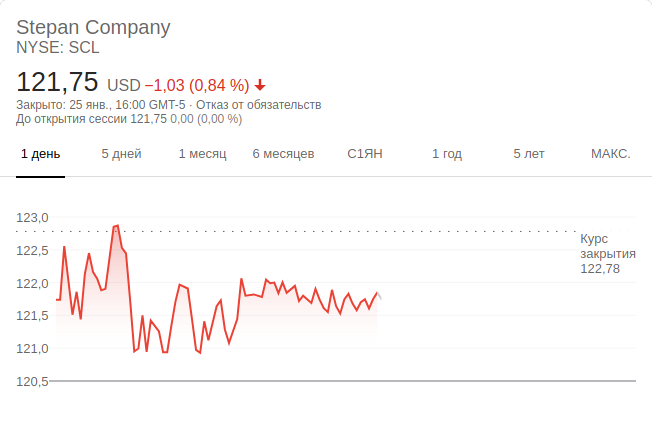 Stepan Company
NYSE: SCL
121,75 USD −1,03 (0,84 %)
Закрыто: 25 янв., 16:00 GMT-5 · Отказ от обязательств
До открытия сессии 121,75 0,00 (0,00 %)
1 день 5 дней 1 месяц 6 месяцев С1ЯН 1 год 5 лет МАКС.
123,0
Курс
122,5 закрытия
122,78
122,0
121,5
121,0
120,5